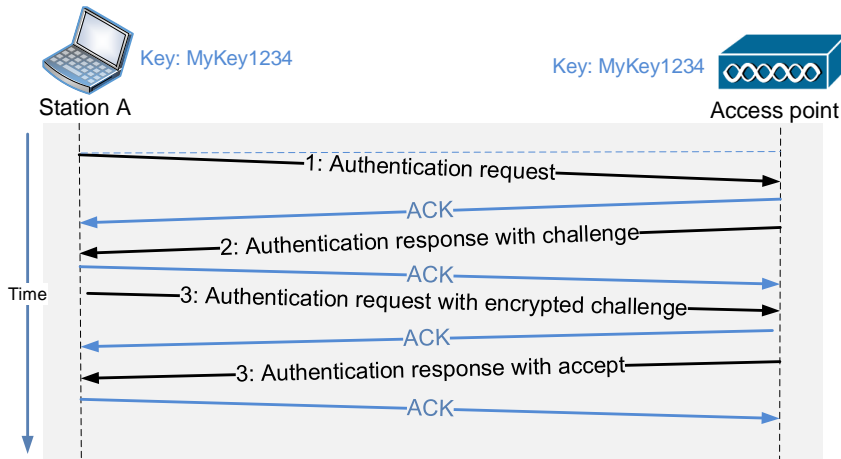 Key: MyKey1234
Key: MyKey1234
Station A
Access point
1: Authentication request
ACK
2: Authentication response with challenge
ACK
Time
3: Authentication request with encrypted challenge
ACK
3: Authentication response with accept
ACK